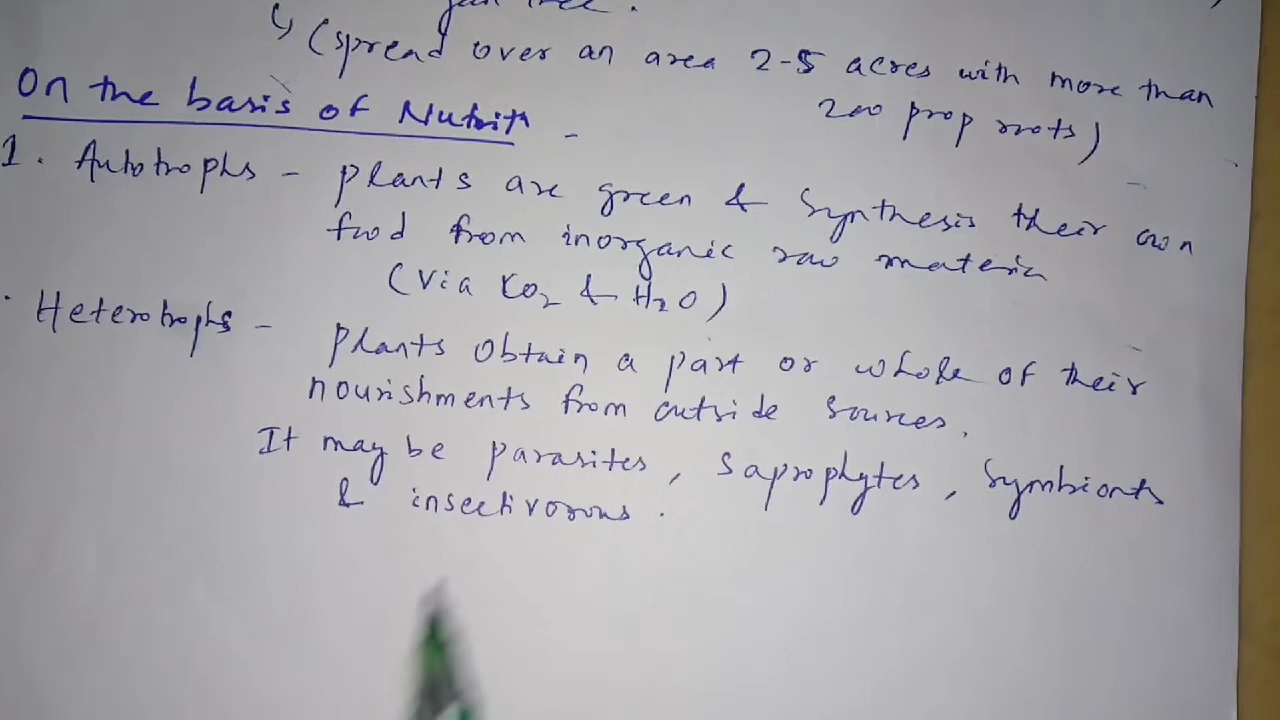 tree.
↳ (spread over an area 2-5 acres with more than
200 prop roots)
On the basis of Nutrit -
1. Autotrophs - plants are green & synthesis their own
food from inorganic raw materia
(Via CO₂ & H₂O)
Heterotrophs - plants obtain a part or whole of their
nourishments from outside sources.
It may be parasites, saprophytes, symbionts
& insectivorous.